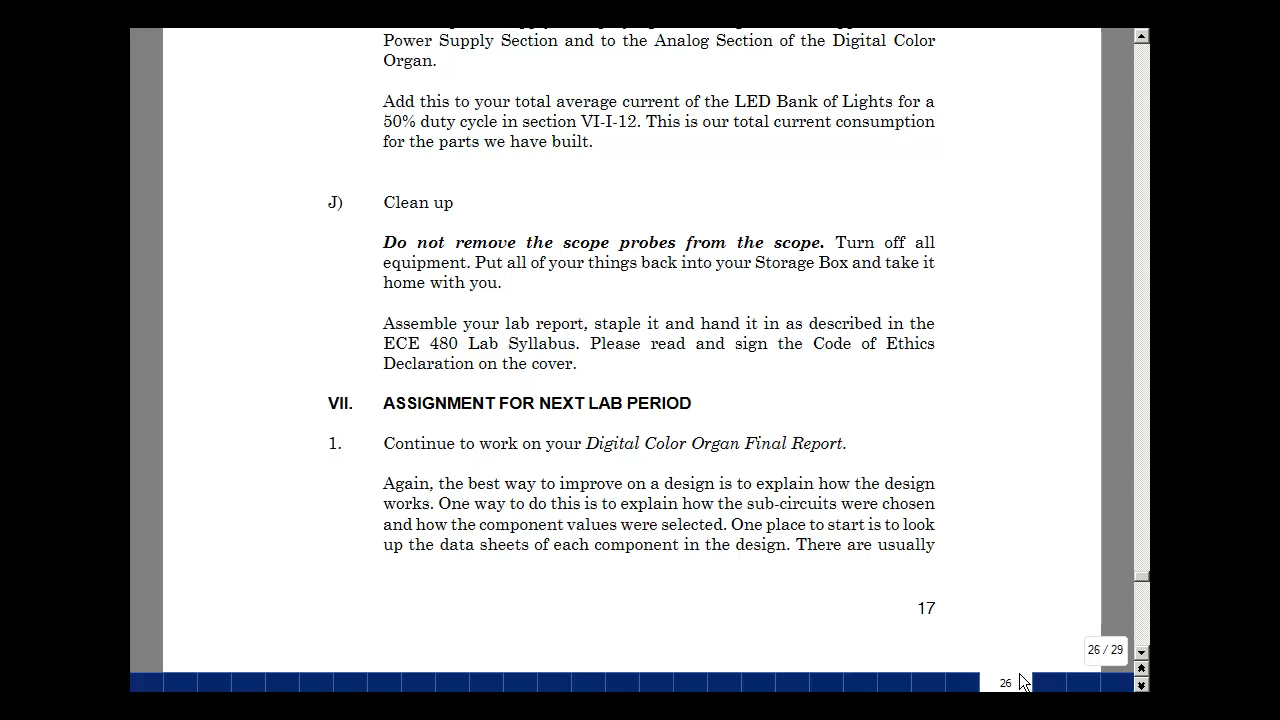 Power Supply Section and to the Analog Section of the Digital Color
Organ.
Add this to your total average current of the LED Bank of Lights for a
50% duty cycle in section VI-I-12. This is our total current consumption
for the parts we have built.
J) Clean up
Do not remove the scope probes from the scope. Turn off all
equipment. Put all of your things back into your Storage Box and take it
home with you.
Assemble your lab report, staple it and hand it in as described in the
ECE 480 Lab Syllabus. Please read and sign the Code of Ethics
Declaration on the cover.
VII. ASSIGNMENT FOR NEXT LAB PERIOD
1. Continue to work on your Digital Color Organ Final Report.
Again, the best way to improve on a design is to explain how the design
works. One way to do this is to explain how the sub-circuits were chosen
and how the component values were selected. One place to start is to look
up the data sheets of each component in the design. There are usually
17
26 / 29
26